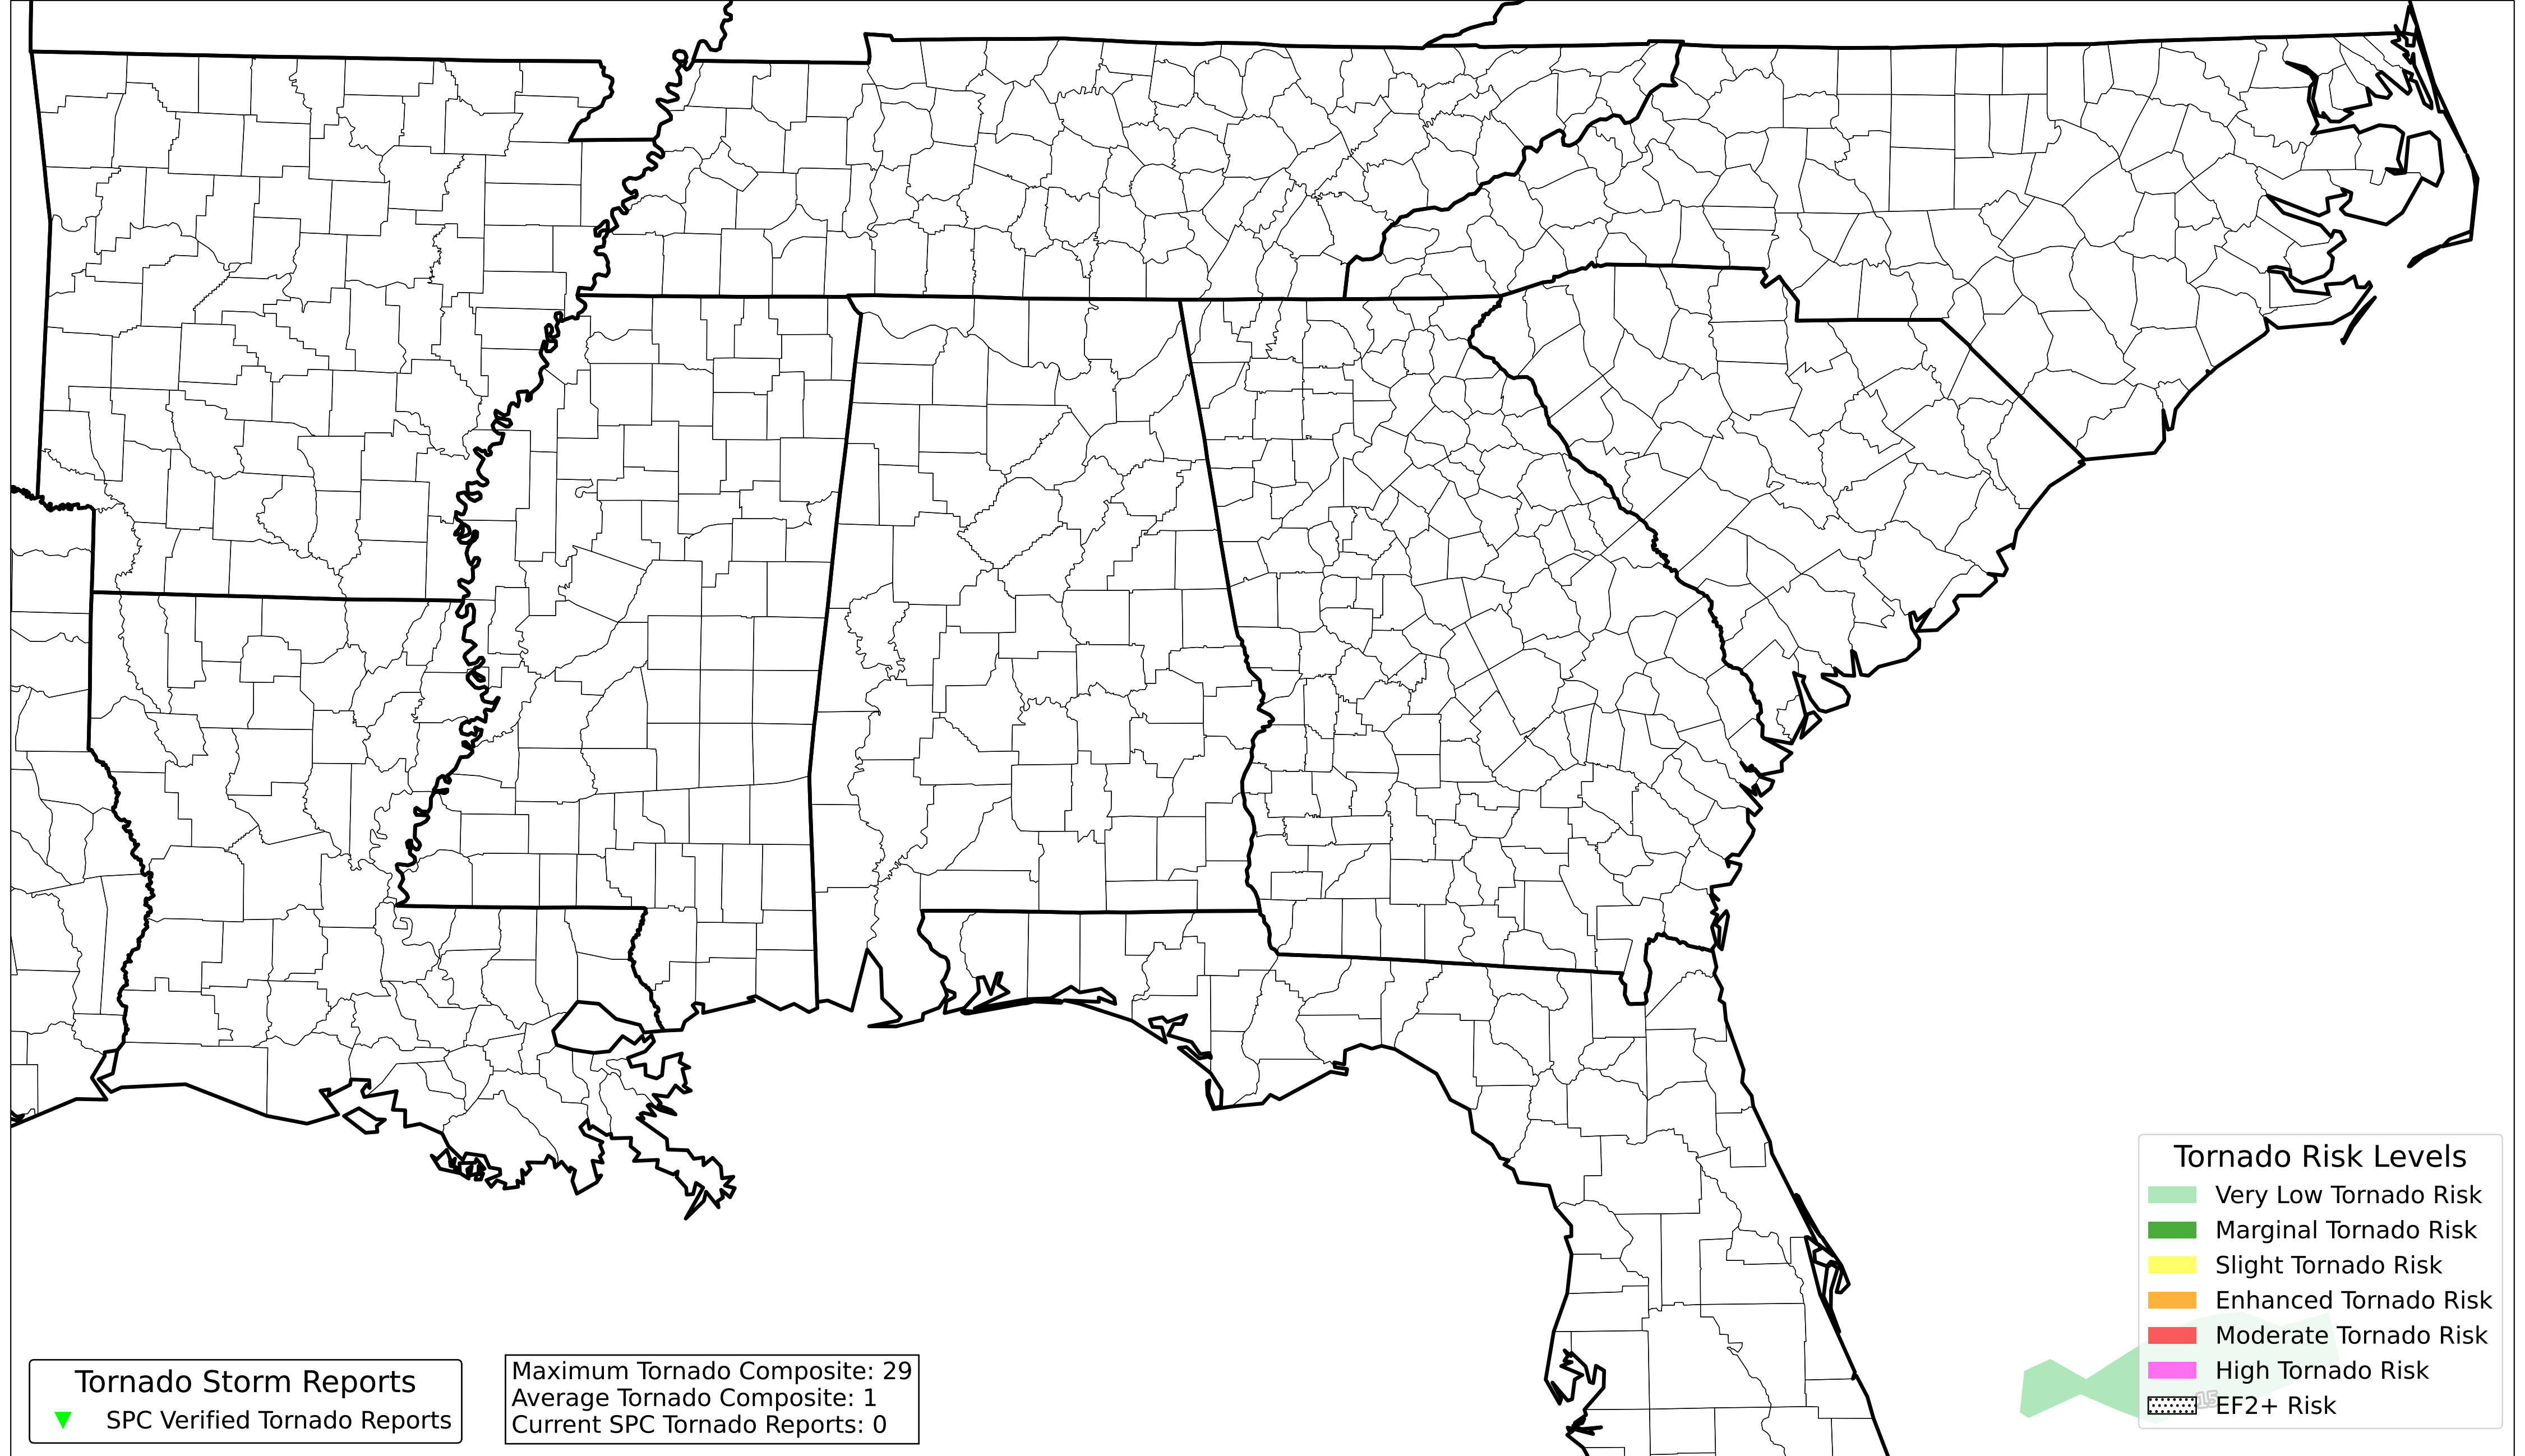 Tornado Risk Levels
Very Low Tornado Risk
Marginal Tornado Risk
Slight Tornado Risk
Enhanced Tornado Risk
Moderate Tornado Risk
High Tornado Risk
15
EF2+ Risk
Tornado Storm Reports
SPC Verified Tornado Reports
Maximum Tornado Composite: 29
Average Tornado Composite: 1
Current SPC Tornado Reports: 0